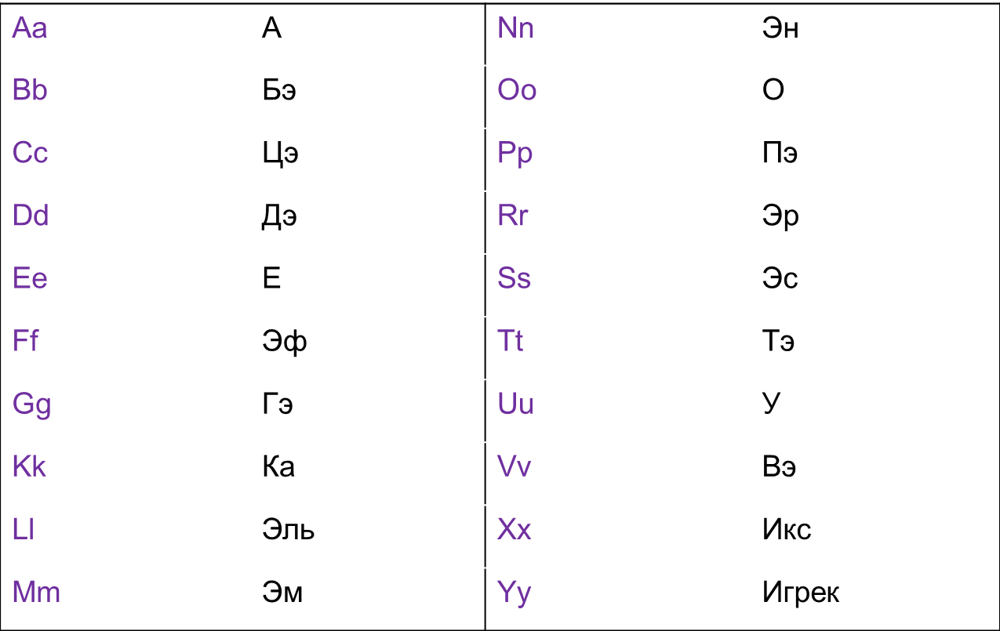 Aa А Nn Эн
Bb Бэ Oo О
Cc Цэ Pp Пэ
Dd Дэ Rr Эр
Ee Е Ss Эс
Ff Эф Tt Тэ
Gg Гэ Uu У
Kk Ка Vv Вэ
Ll Эль Xx Икс
Mm Эм Yy Игрек